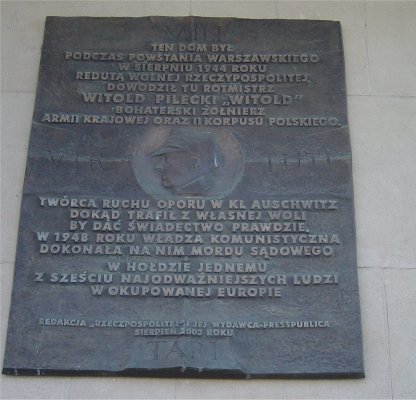 TEN DOM BYŁ
PODCZAS POWSTANIA WARSZAWSKIEGO
W SIERPNIU 1944 ROKU
REDUTĄ WOLNEJ RZECZYPOSPOLITEJ.
DOWODZIŁ TU ROTMISTRZ
WITOLD PILECKI „WITOLD”
BOHATERSKI ŻOŁNIERZ
ARMII KRAJOWEJ ORAZ II KORPUSU POLSKIEGO.
TWÓRCA RUCHU OPORU W KL AUSCHWITZ
DOKĄD TRAFIŁ Z WŁASNEJ WOLI
BY DAĆ ŚWIADECTWO PRAWDZIE.
W 1948 ROKU WŁADZA KOMUNISTYCZNA
DOKONAŁA NA NIM MORDU SĄDOWEGO
W HOŁDZIE JEDNEMU
Z SZEŚCIU NAJODWAŻNIEJSZYCH LUDZI
W OKUPOWANEJ EUROPIE
REDAKCJA „RZECZPOSPOLITEJ” I JEJ WYDAWCA-PRESSPUBLICA
SIERPIEŃ 2003 ROKU